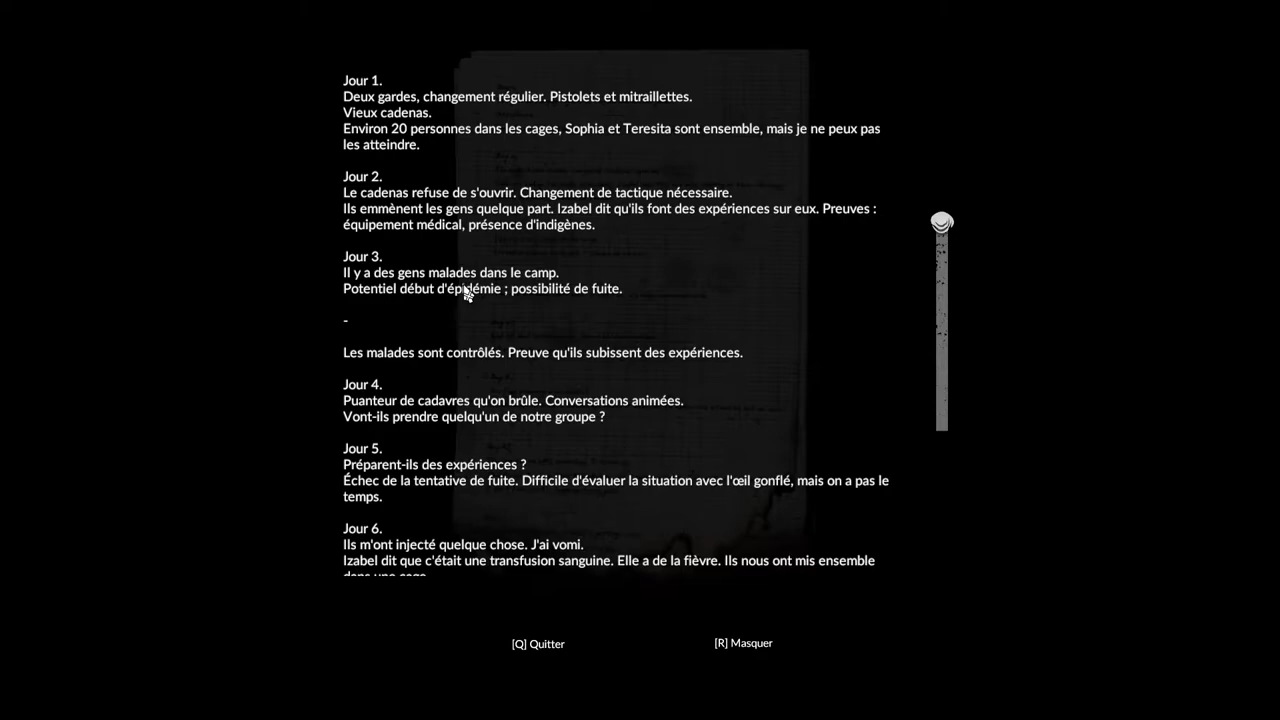 Jour 1.
Deux gardes, changement régulier. Pistolets et mitraillettes.
Vieux cadenas.
Environ 20 personnes dans les cages, Sophia et Teresita sont ensemble, mais je ne peux pas
les atteindre.
Jour 2.
Le cadenas refuse de s'ouvrir. Changement de tactique nécessaire.
Ils emmènent les gens quelque part. Izabel dit qu'ils font des expériences sur eux. Preuves :
équipement médical, présence d'indigènes.
Jour 3.
Il y a des gens malades dans le camp.
Potentiel début d'épidémie ; possibilité de fuite.
-
Les malades sont contrôlés. Preuve qu'ils subissent des expériences.
Jour 4.
Puanteur de cadavres qu'on brûle. Conversations animées.
Vont-ils prendre quelqu'un de notre groupe ?
Jour 5.
Préparent-ils des expériences ?
Échec de la tentative de fuite. Difficile d'évaluer la situation avec l'œil gonflé, mais on a pas le
temps.
Jour 6.
Ils m'ont injecté quelque chose. J'ai vomi.
Izabel dit que c'était une transfusion sanguine. Elle a de la fièvre. Ils nous ont mis ensemble
dans une cage.
[Q] Quitter
[R] Masquer